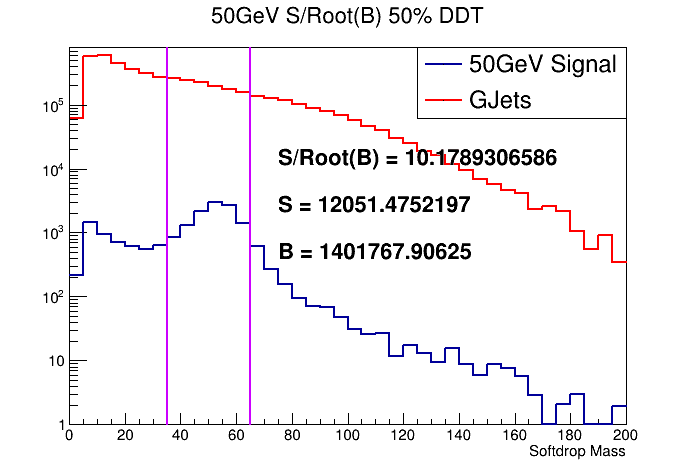 50GeV S/Root(B) 50% DDT
50GeV Signal
GJets
S/Root(B) = 10.1789306586
S = 12051.4752197
B = 1401767.90625
10^5
10^4
10^3
10^2
10
1
0 20 40 60 80 100 120 140 160 180 200
Softdrop Mass